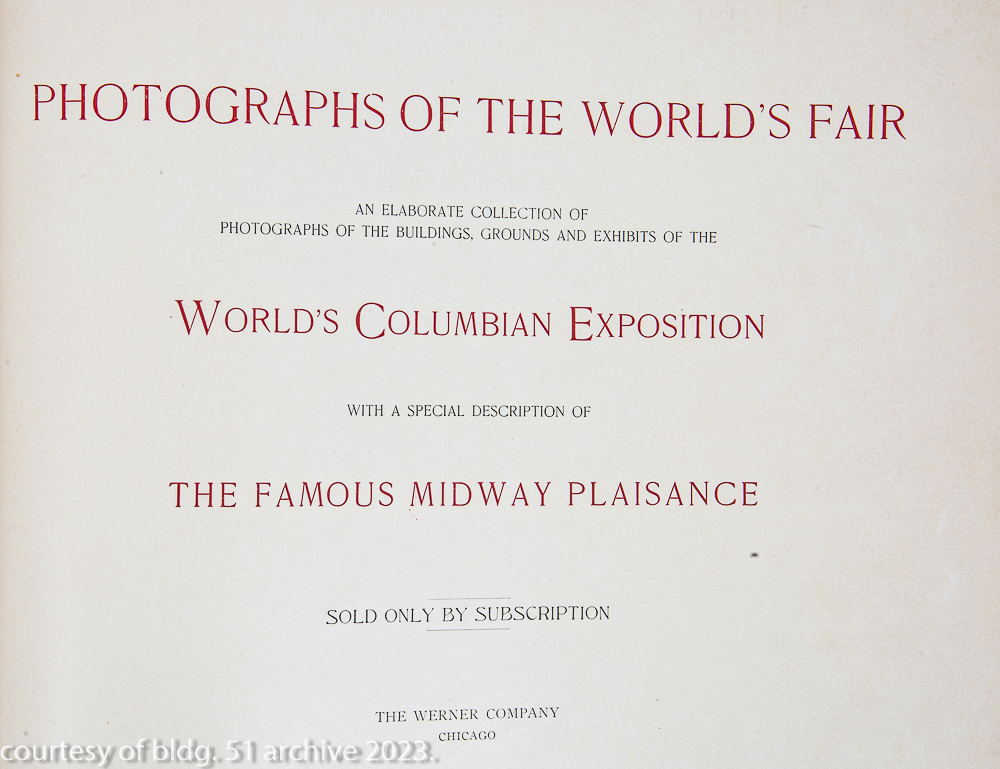 PHOTOGRAPHS OF THE WORLD'S FAIR
AN ELABORATE COLLECTION OF
PHOTOGRAPHS OF THE BUILDINGS, GROUNDS AND EXHIBITS OF THE
WORLD'S COLUMBIAN EXPOSITION
WITH A SPECIAL DESCRIPTION OF
THE FAMOUS MIDWAY PLAISANCE
SOLD ONLY BY SUBSCRIPTION
THE WERNER COMPANY
CHICAGO
courtesy of bldg. 51 archive 2023.